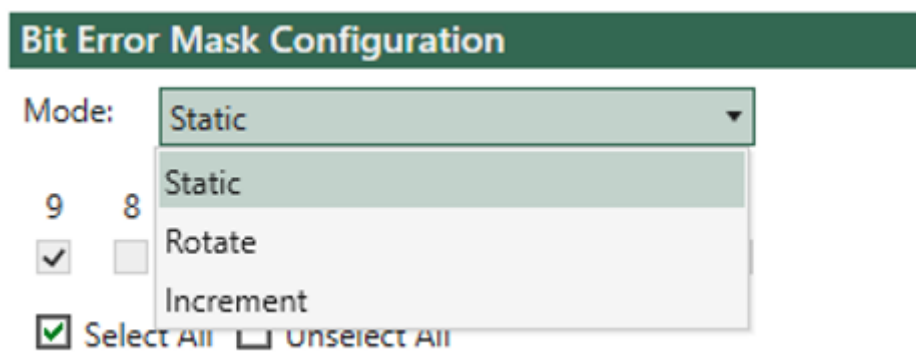 Bit Error Mask Configuration
Mode: Static
Static
9 8
Rotate
Increment
Select All Unselect All